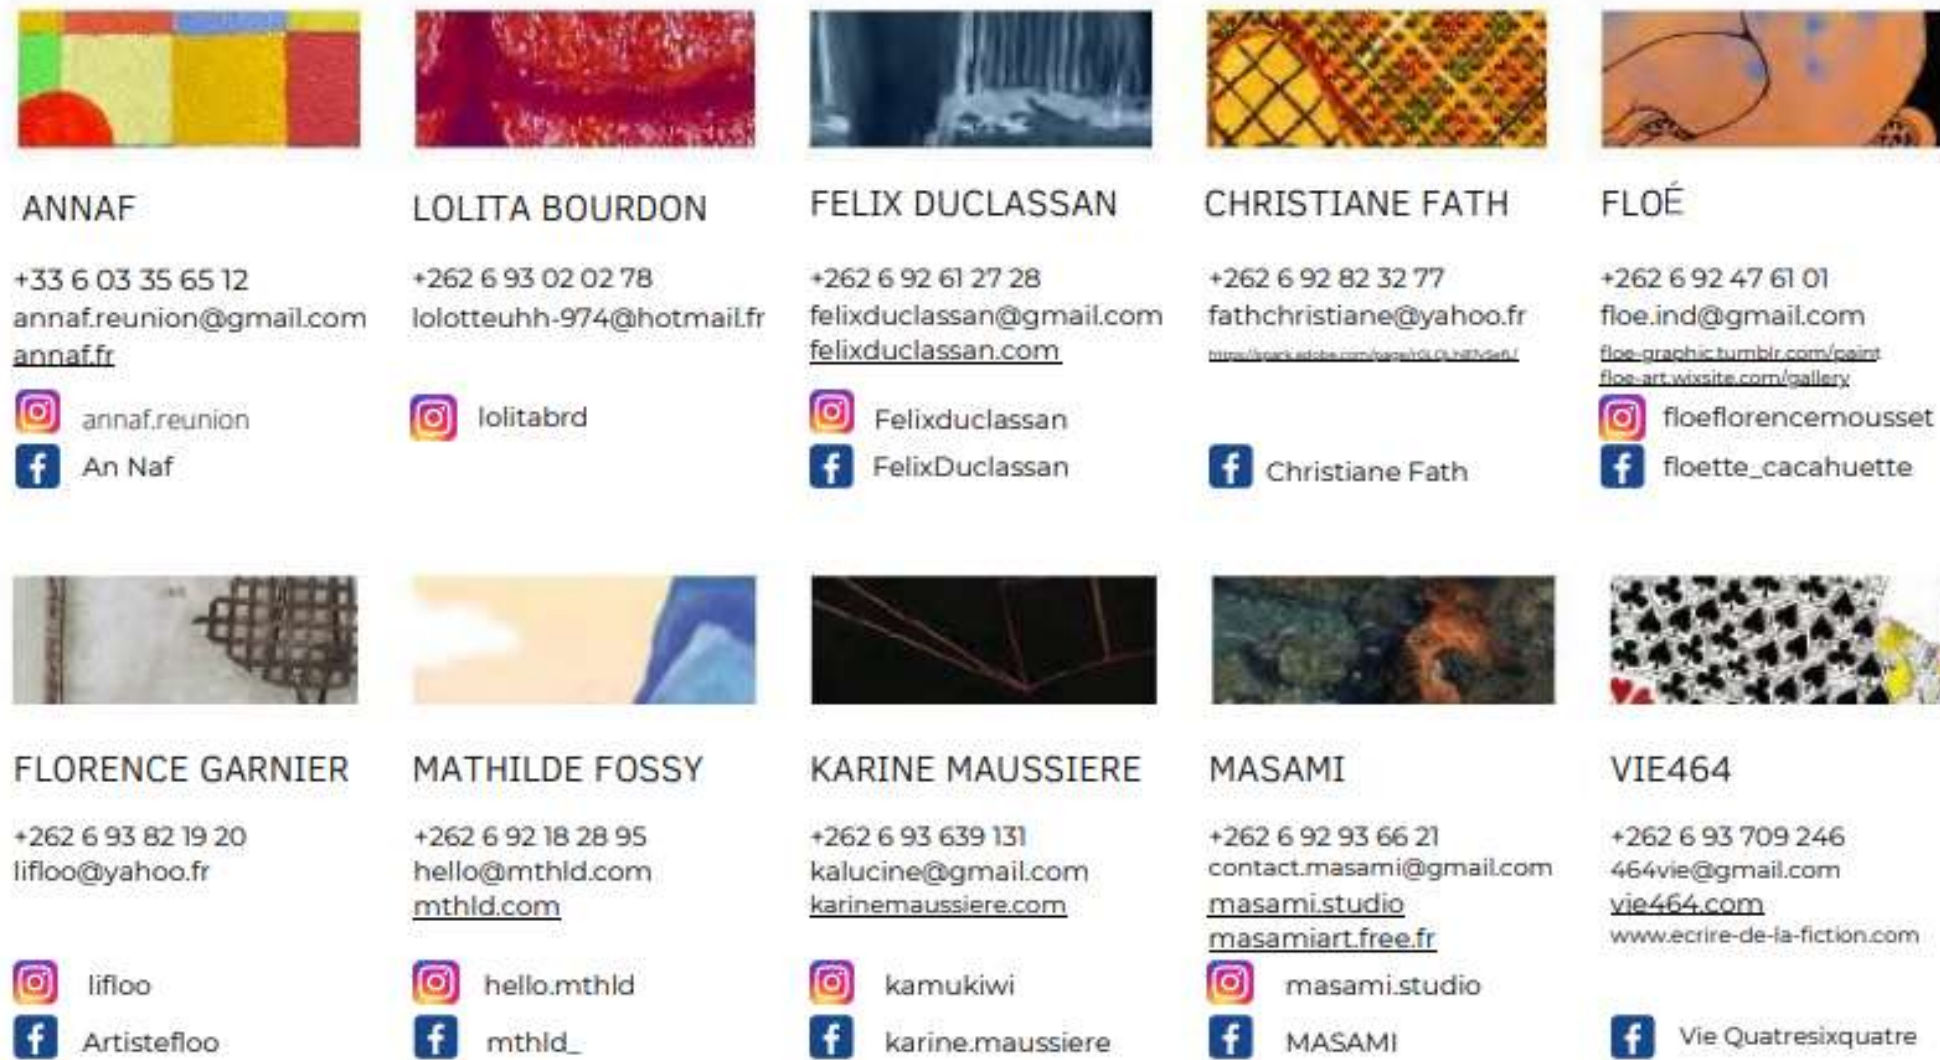 ANNAF
+33 6 03 35 65 12
annaf.reunion@gmail.com
annaf.fr
annaf.reunion
An Naf
LOLITA BOURDON
+262 6 93 02 02 78
lolotteuhh-974@hotmail.fr
lolitabrd
FELIX DUCLASSAN
+262 6 92 61 27 28
felixduclassan@gmail.com
felixduclassan.com
Felixduclassan
FelixDuclassan
CHRISTIANE FATH
+262 6 92 82 32 77
fathchristiane@yahoo.fr
Christiane Fath
FLOÉ
+262 6 92 47 61 01
floe.ind@gmail.com
floe-graphic.tumblr.com/paint
floe-art.wixsite.com/gallery
floeflorencemousset
floette_cacahuette
FLORENCE GARNIER
+262 6 93 82 19 20
lifloo@yahoo.fr
lifloo
Artistefloo
MATHILDE FOSSY
+262 6 92 18 28 95
hello@mthld.com
mthld.com
hello.mthld
mthld_
KARINE MAUSSIERE
+262 6 93 639 131
kalucine@gmail.com
karinemaussiere.com
kamukiwi
karine.maussiere
MASAMI
+262 6 92 93 66 21
contact.masami@gmail.com
masami.studio
masamiart.free.fr
masami.studio
MASAMI
VIE464
+262 6 93 709 246
464vie@gmail.com
vie464.com
www.ecrire-de-la-fiction.com
Vie Quatresixquatre